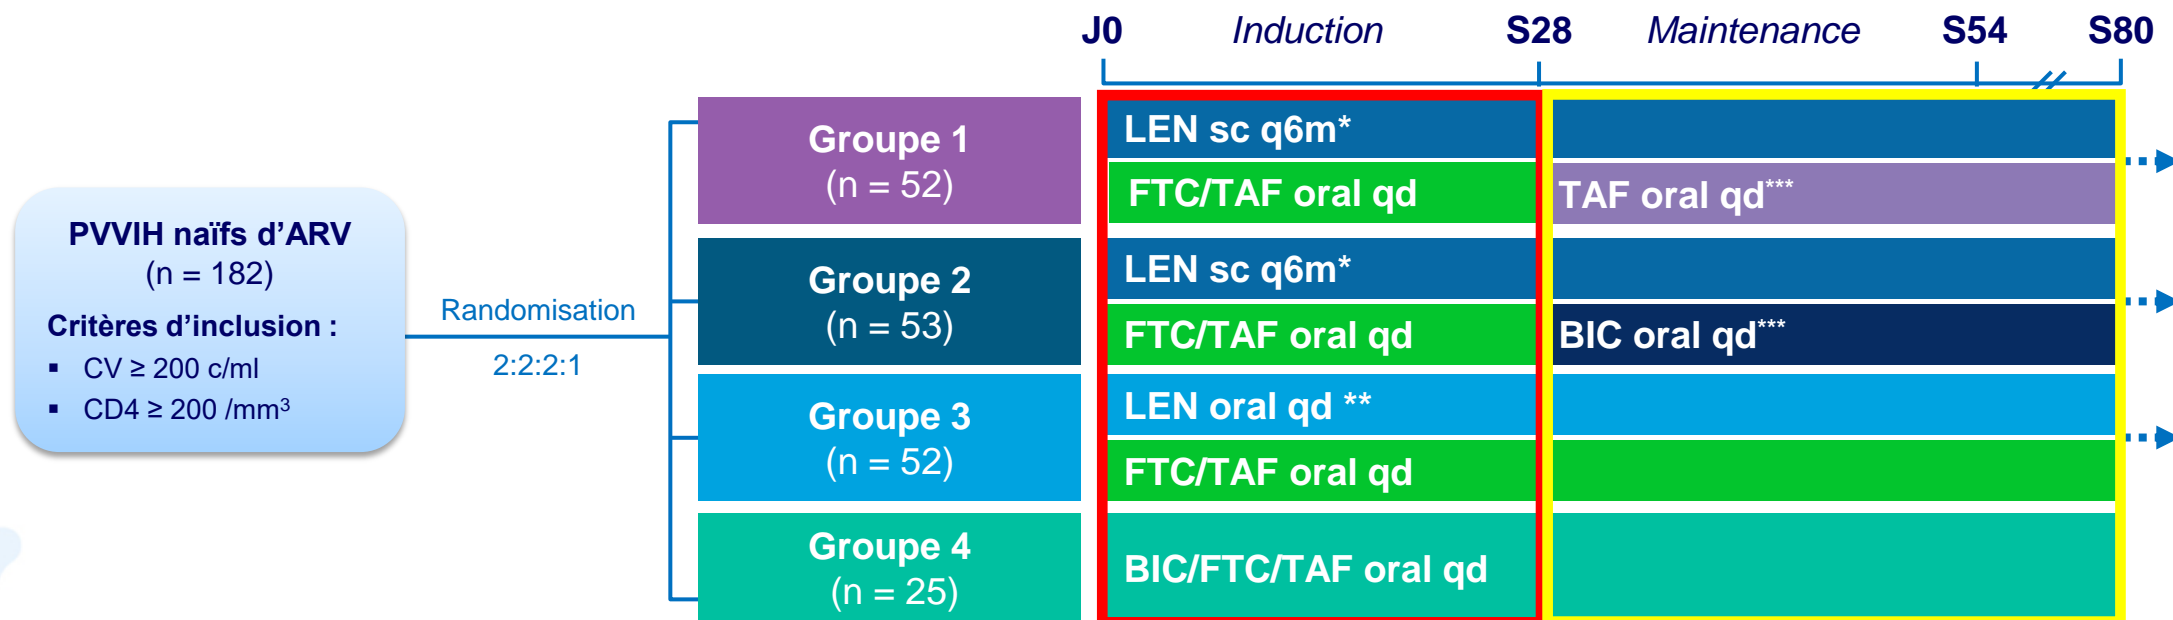 J0 Induction S28 Maintenance S54 S80
PVVIH naïfs d’ARV
(n = 182)
Critères d’inclusion :
▪ CV ≥ 200 c/ml
▪ CD4 ≥ 200 /mm³
Randomisation
2:2:2:1
Groupe 1
(n = 52)
LEN sc q6m*
FTC/TAF oral qd
TAF oral qd***
Groupe 2
(n = 53)
LEN sc q6m*
FTC/TAF oral qd
BIC oral qd***
Groupe 3
(n = 52)
LEN oral qd **
FTC/TAF oral qd
Groupe 4
(n = 25)
BIC/FTC/TAF oral qd